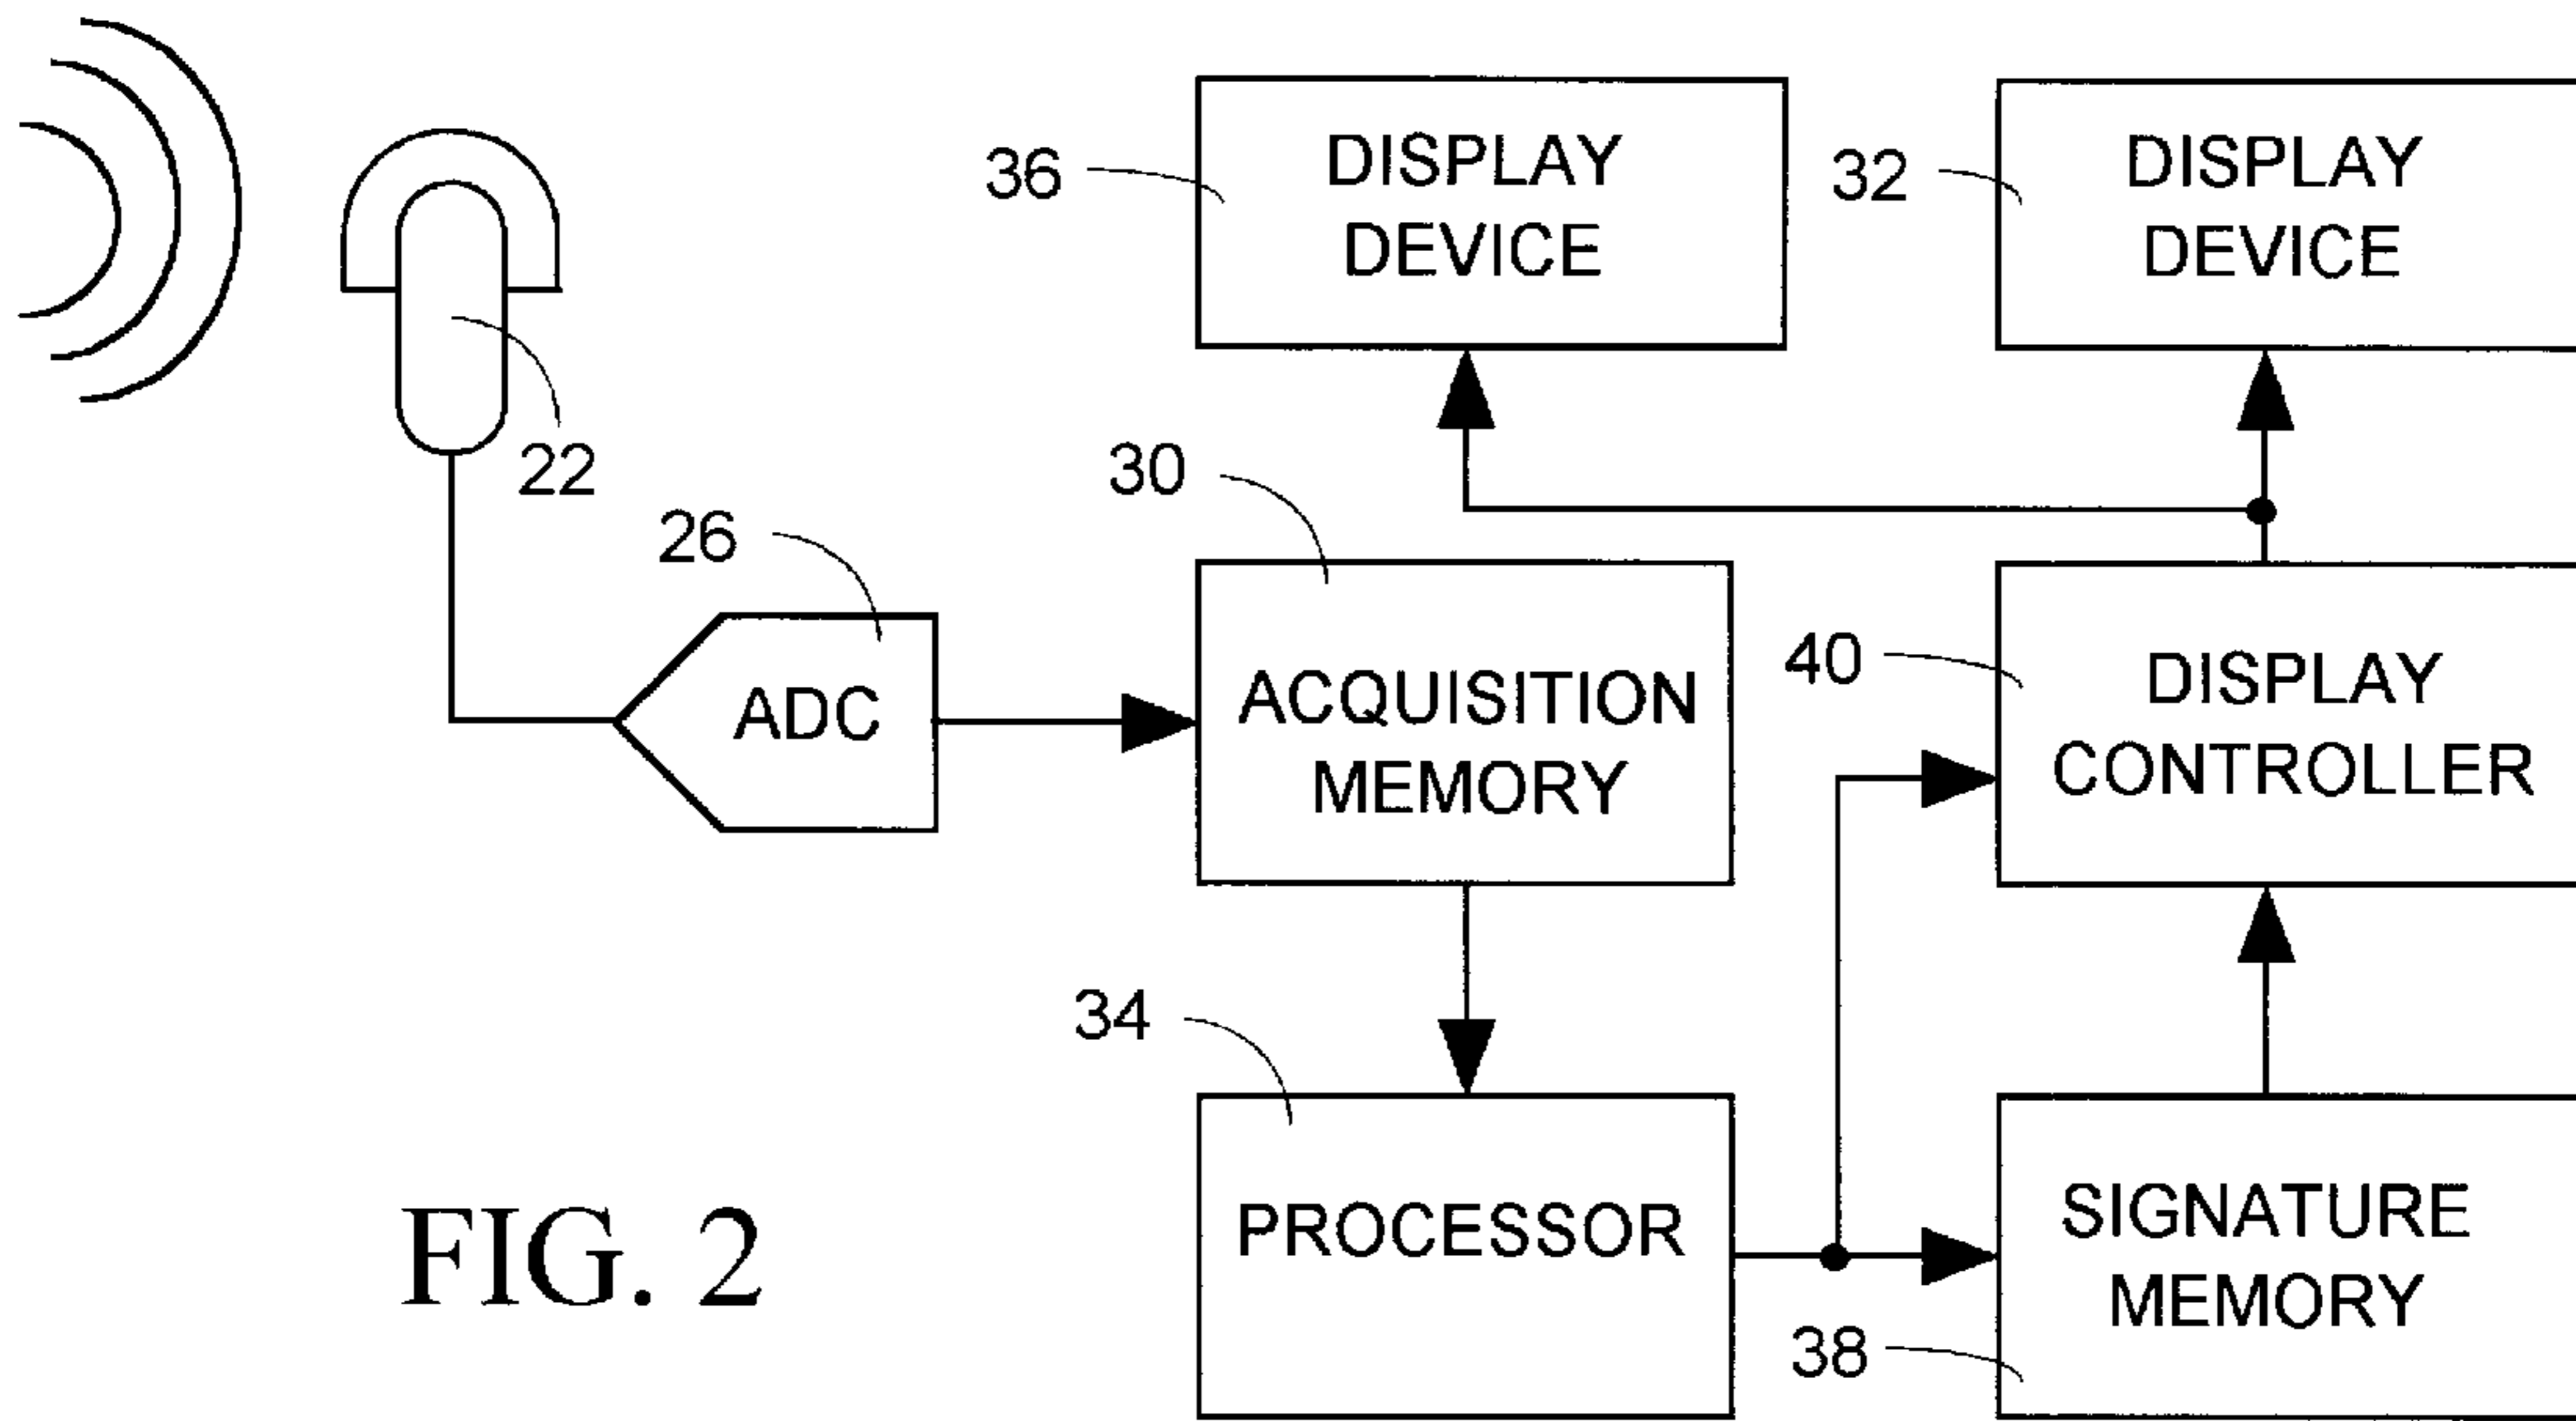 36
DISPLAY
DEVICE
32
DISPLAY
DEVICE
22
26
ADC
30
ACQUISITION
MEMORY
40
DISPLAY
CONTROLLER
34
PROCESSOR
38
SIGNATURE
MEMORY
FIG. 2